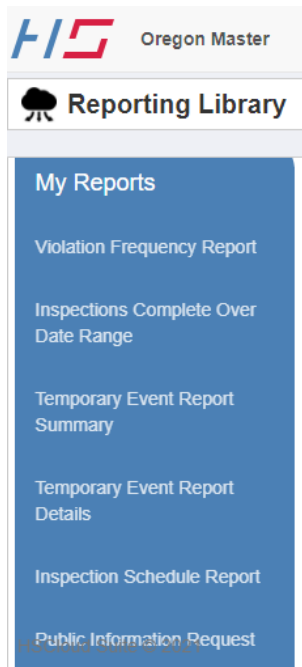 HS Oregon Master
Reporting Library
My Reports
Violation Frequency Report
Inspections Complete Over
Date Range
Temporary Event Report
Summary
Temporary Event Report
Details
Inspection Schedule Report
Public Information Request